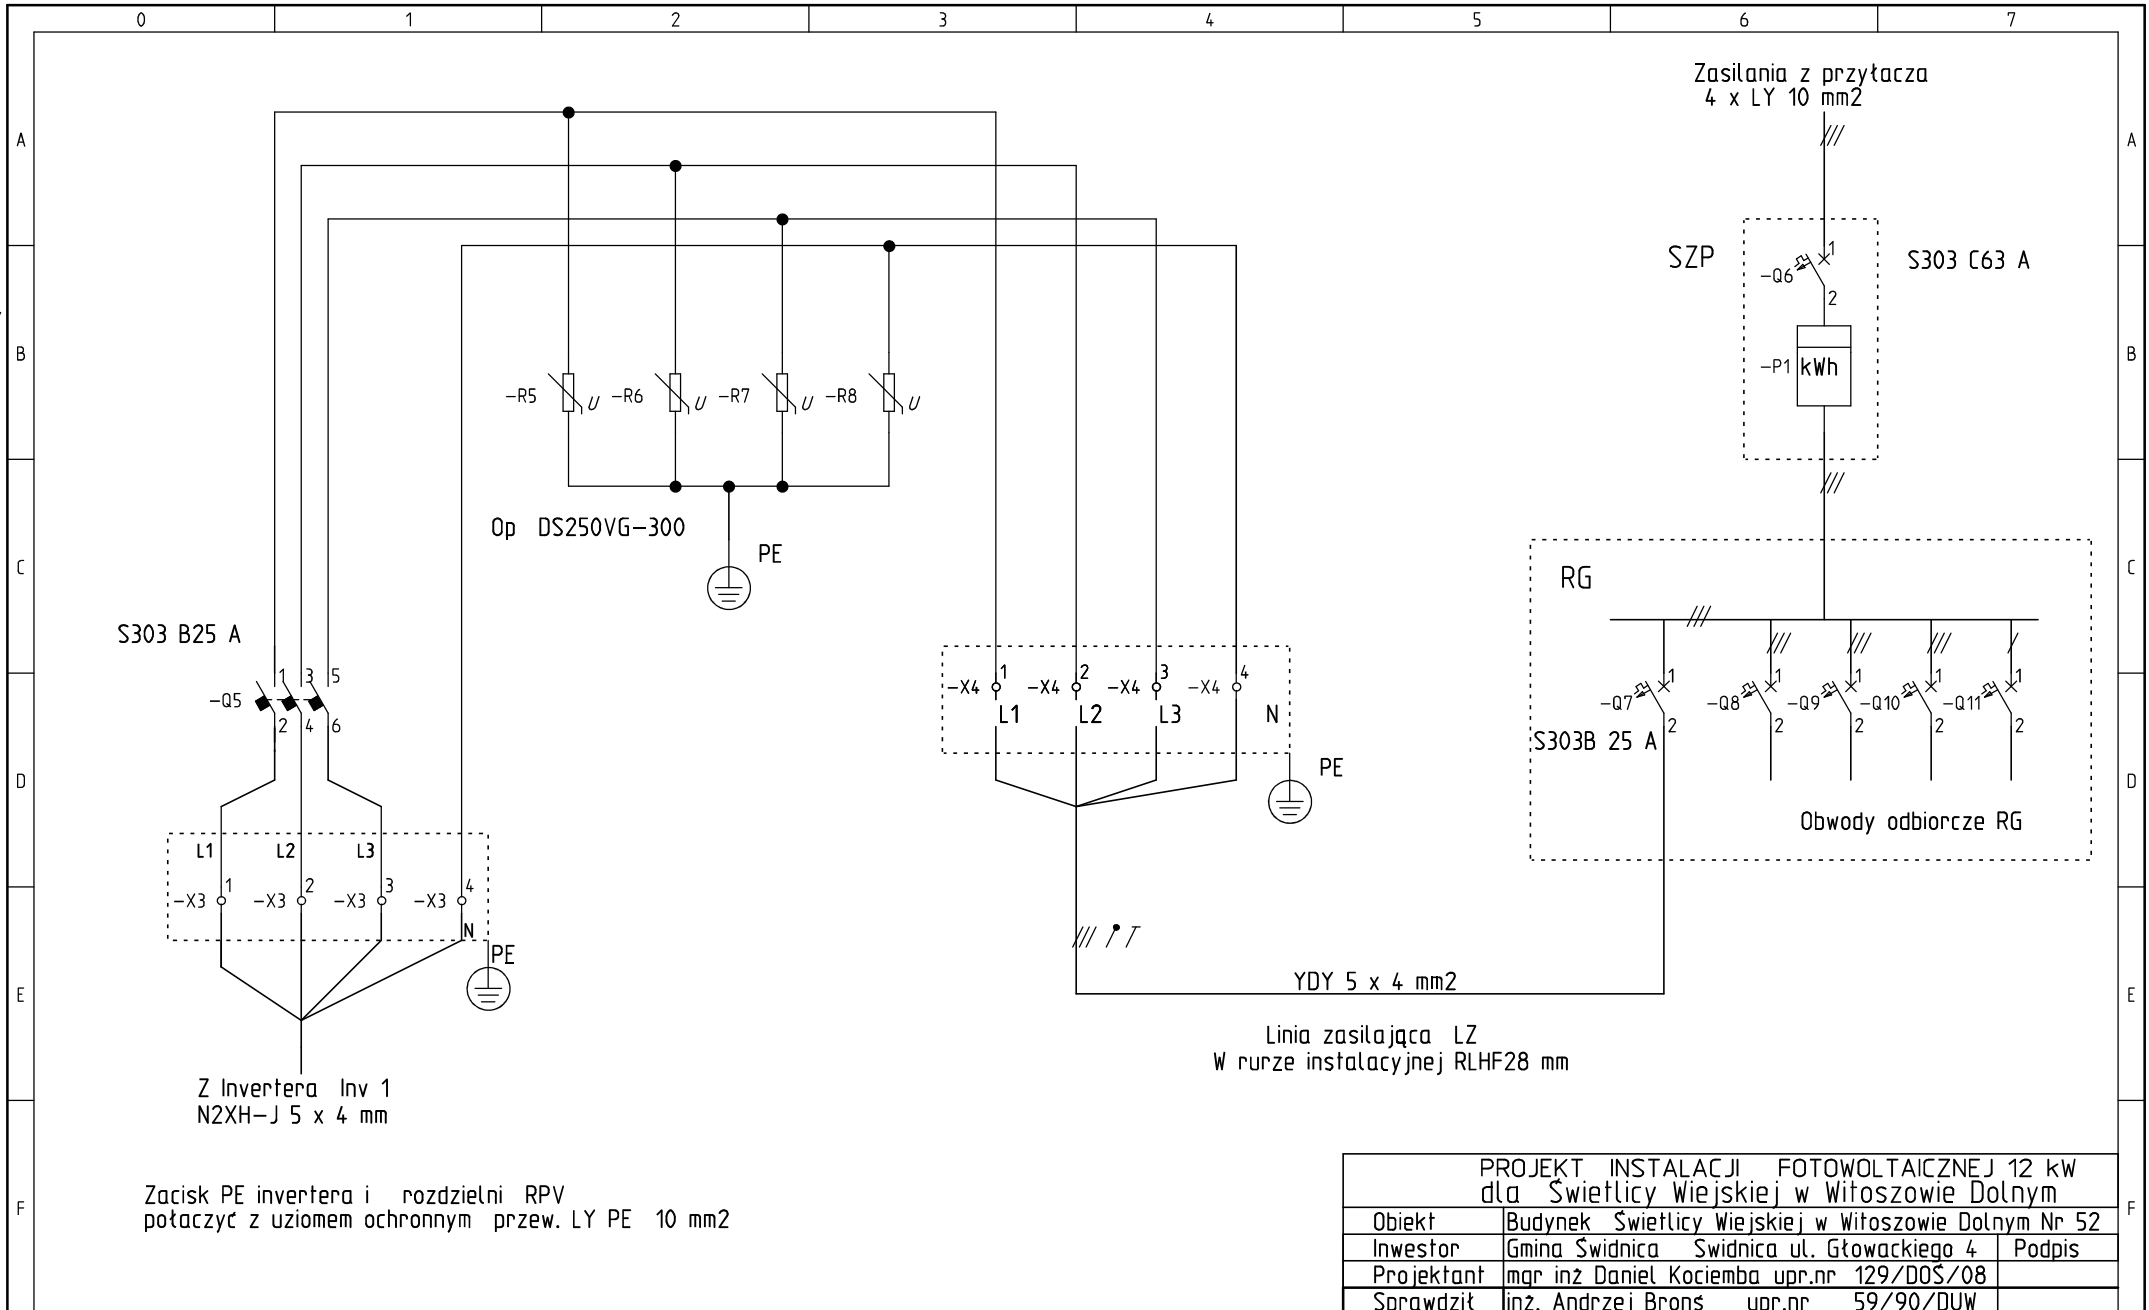 0 1 2 3 4 5 6 7
Zasilania z przyłacza
4 x LY 10 mm2
A A
SZP
S303 C63 A
-Q6 1 2
B B
-P1 kWh
-R5 U -R6 U -R7 U -R8 U
Op DS250VG-300
PE
C C
RG
S303 B25 A
-Q5 1 3 5
2 4 6
-X4 1 -X4 2 -X4 3 -X4 4
L1 L2 L3 N
PE
-Q7 1 2 -Q8 1 2 -Q9 1 2 -Q10 1 2 -Q11 1 2
S303B 25 A
D D
Obwody odbiorcze RG
L1 L2 L3
-X3 1 -X3 2 -X3 3 -X3 4
N
PE
E E
YDY 5 x 4 mm2
Linia zasilająca LZ
W rurze instalacyjnej RLHF28 mm
Z Invertera Inv 1
N2XH-J 5 x 4 mm
F F
Zacisk PE invertera i rozdzielni RPV
połaczyć z uziomem ochronnym przew. LY PE 10 mm2
PROJEKT INSTALACJI FOTOWOLTAICZNEJ 12 kW
dla Świetlicy Wiejskiej w Witoszowie Dolnym
Obiekt Budynek Świetlicy Wiejskiej w Witoszowie Dolnym Nr 52
Inwestor Gmina Świdnica Swidnica ul. Głowackiego 4 Podpis
Projektant mgr inż Daniel Kociemba upr.nr 129/DOŚ/08
Sprawdził inż. Andrzej Bronś upr.nr 59/90/DUW